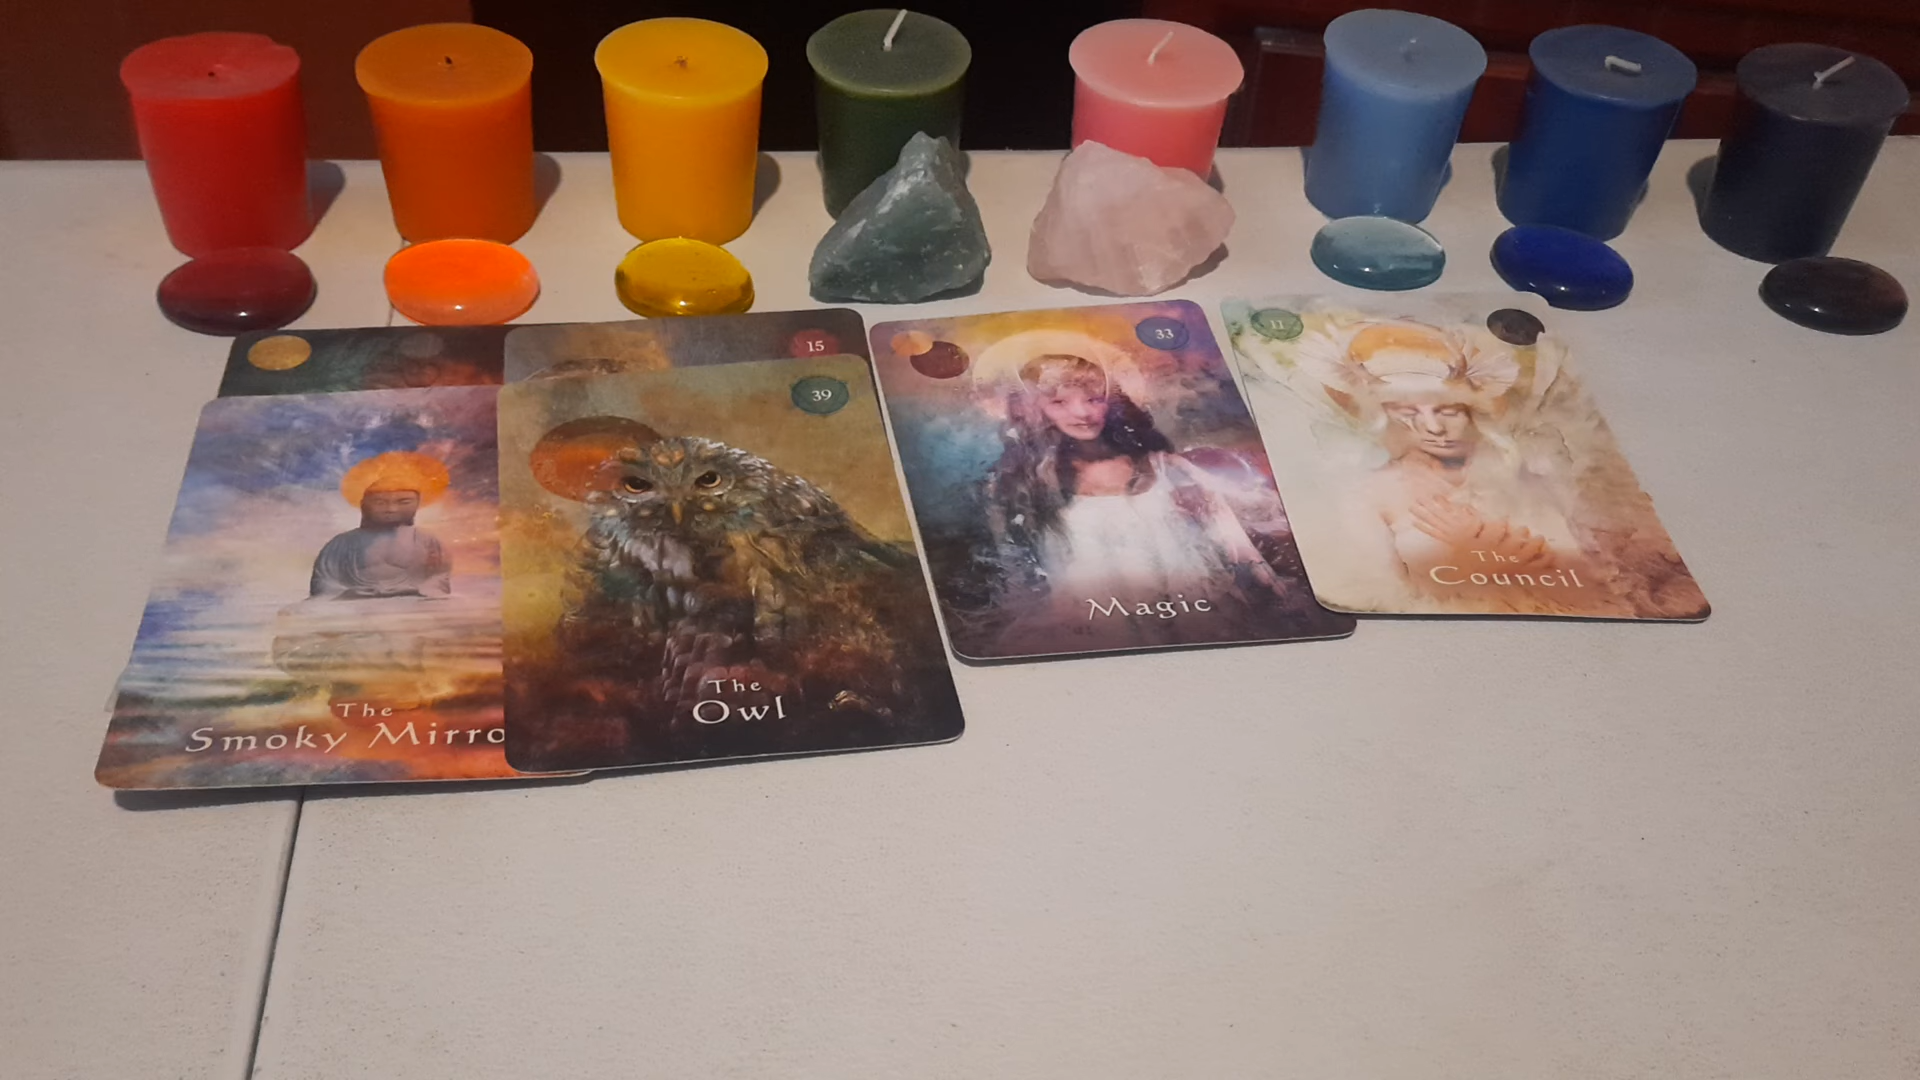 15
39
33
11
The
Smoky Mirro
The
Owl
Magic
The
Council